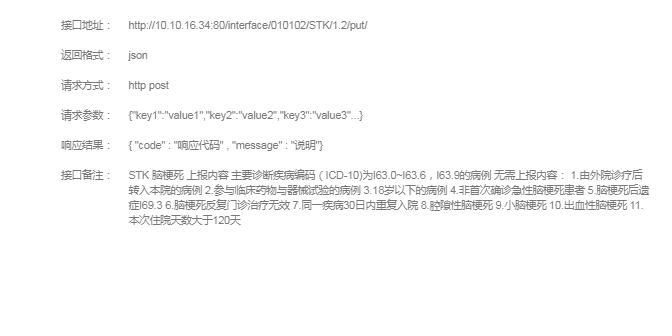 接口地址： http://10.10.16.34:80/interface/010102/STK/1.2/put/
返回格式： json
请求方式： http post
请求参数： {"key1":"value1","key2":"value2","key3":"value3"...}
响应结果： { "code" : "响应代码" , "message" : "说明"}
接口备注： STK 脑梗死 上报内容 主要诊断疾病编码（ICD-10)为I63.0~I63.6，I63.9的病例 无需上报内容： 1.由外院诊疗后
转入本院的病例 2.参与临床药物与器械试验的病例 3.18岁以下的病例 4.非首次确诊急性脑梗死患者 5.脑梗死后遗
症I69.3 6.脑梗死反复门诊治疗无效 7.同一疾病30日内重复入院 8.腔隙性脑梗死 9.小脑梗死 10.出血性脑梗死 11.
本次住院天数大于120天